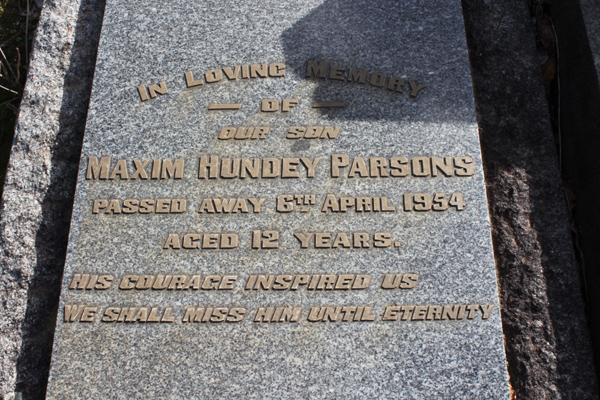 In Loving Memory
— OF —
OUR SON
Maxim Hundey Parsons
PASSED AWAY 6TH April 1954
AGED 12 YEARS.
HIS COURAGE INSPIRED US
WE SHALL MISS HIM UNTIL ETERNITY